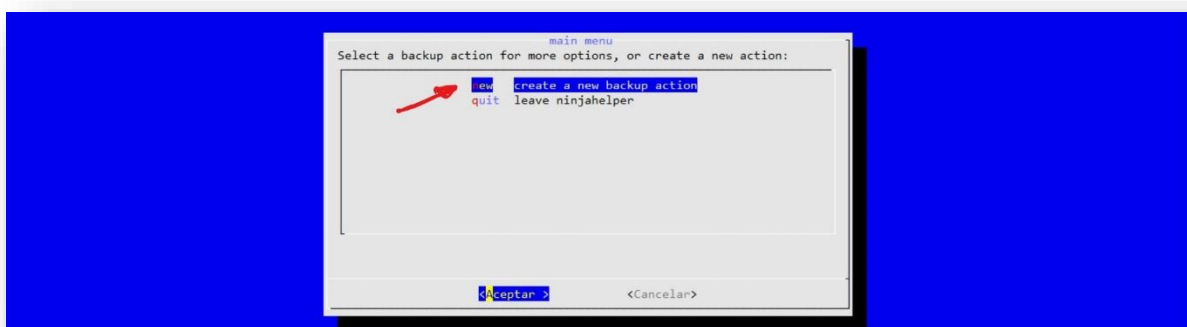 main menu
Select a backup action for more options, or create a new action:
new create a new backup action
quit leave ninjahelper
<Aceptar > <Cancelar>